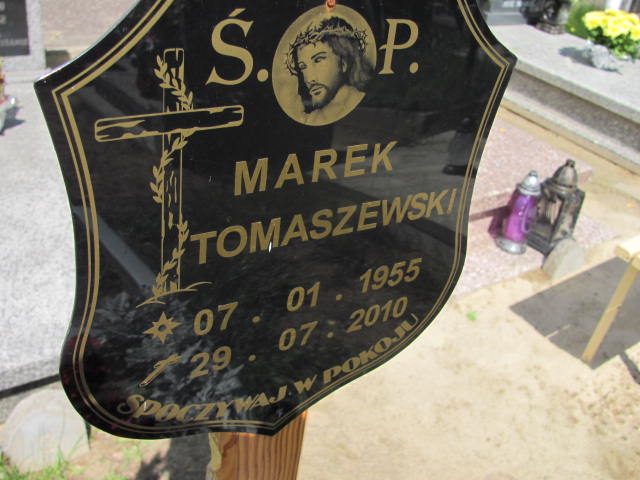 Ś. P.
MAREK
TOMASZEWSKI
07 . 01 . 1955
29 . 07 . 2010
SPOCZYWAJ W POKOJU